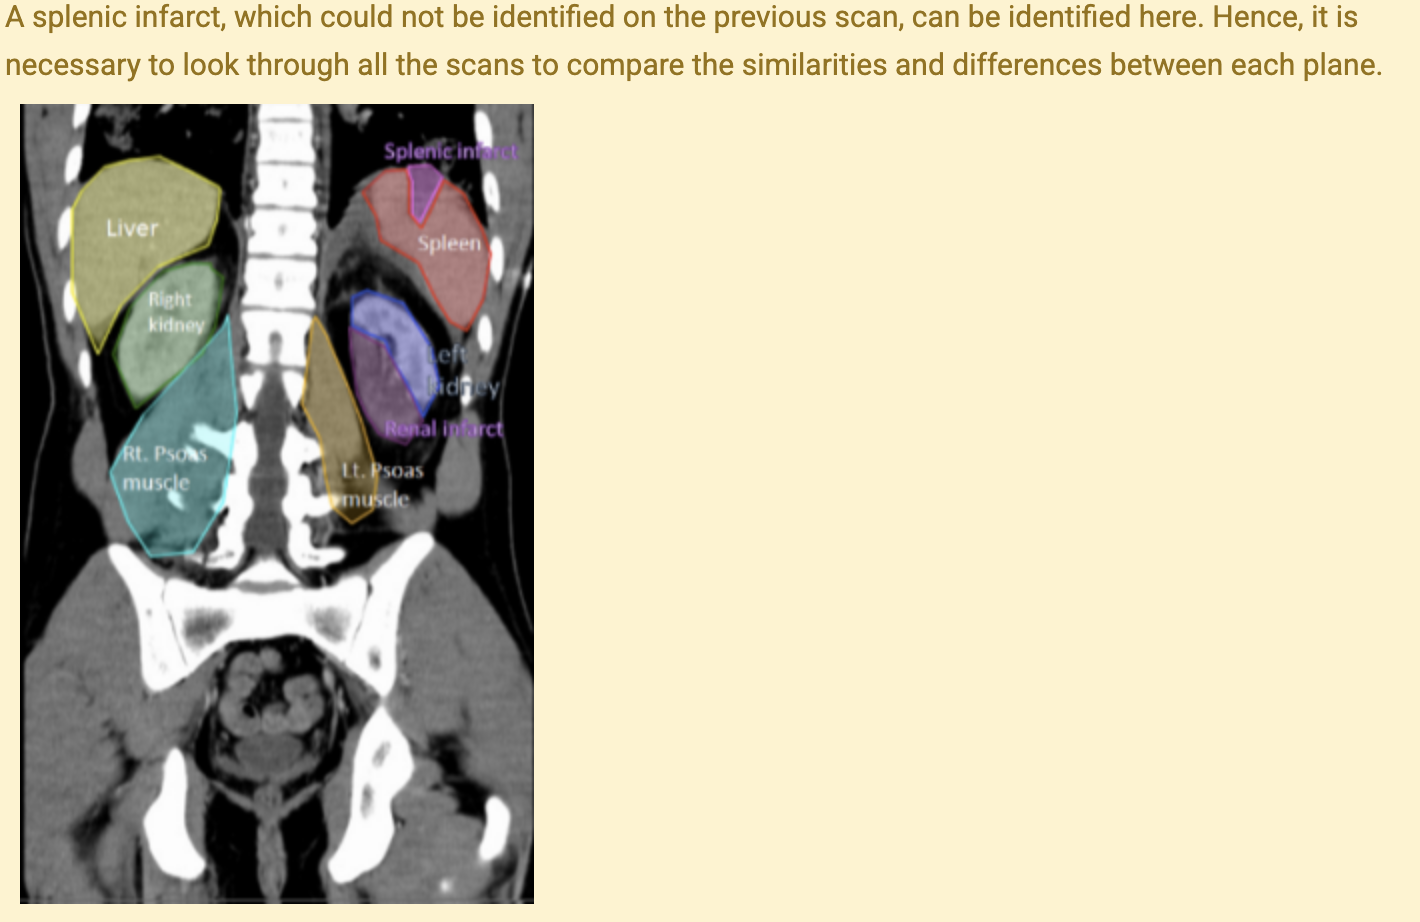 A splenic infarct, which could not be identified on the previous scan, can be identified here. Hence, it is
necessary to look through all the scans to compare the similarities and differences between each plane.
Splenic infarct
Liver
Spleen
Right
kidney
Left
kidney
Renal infarct
Rt. Psoas
muscle
Lt. Psoas
muscle